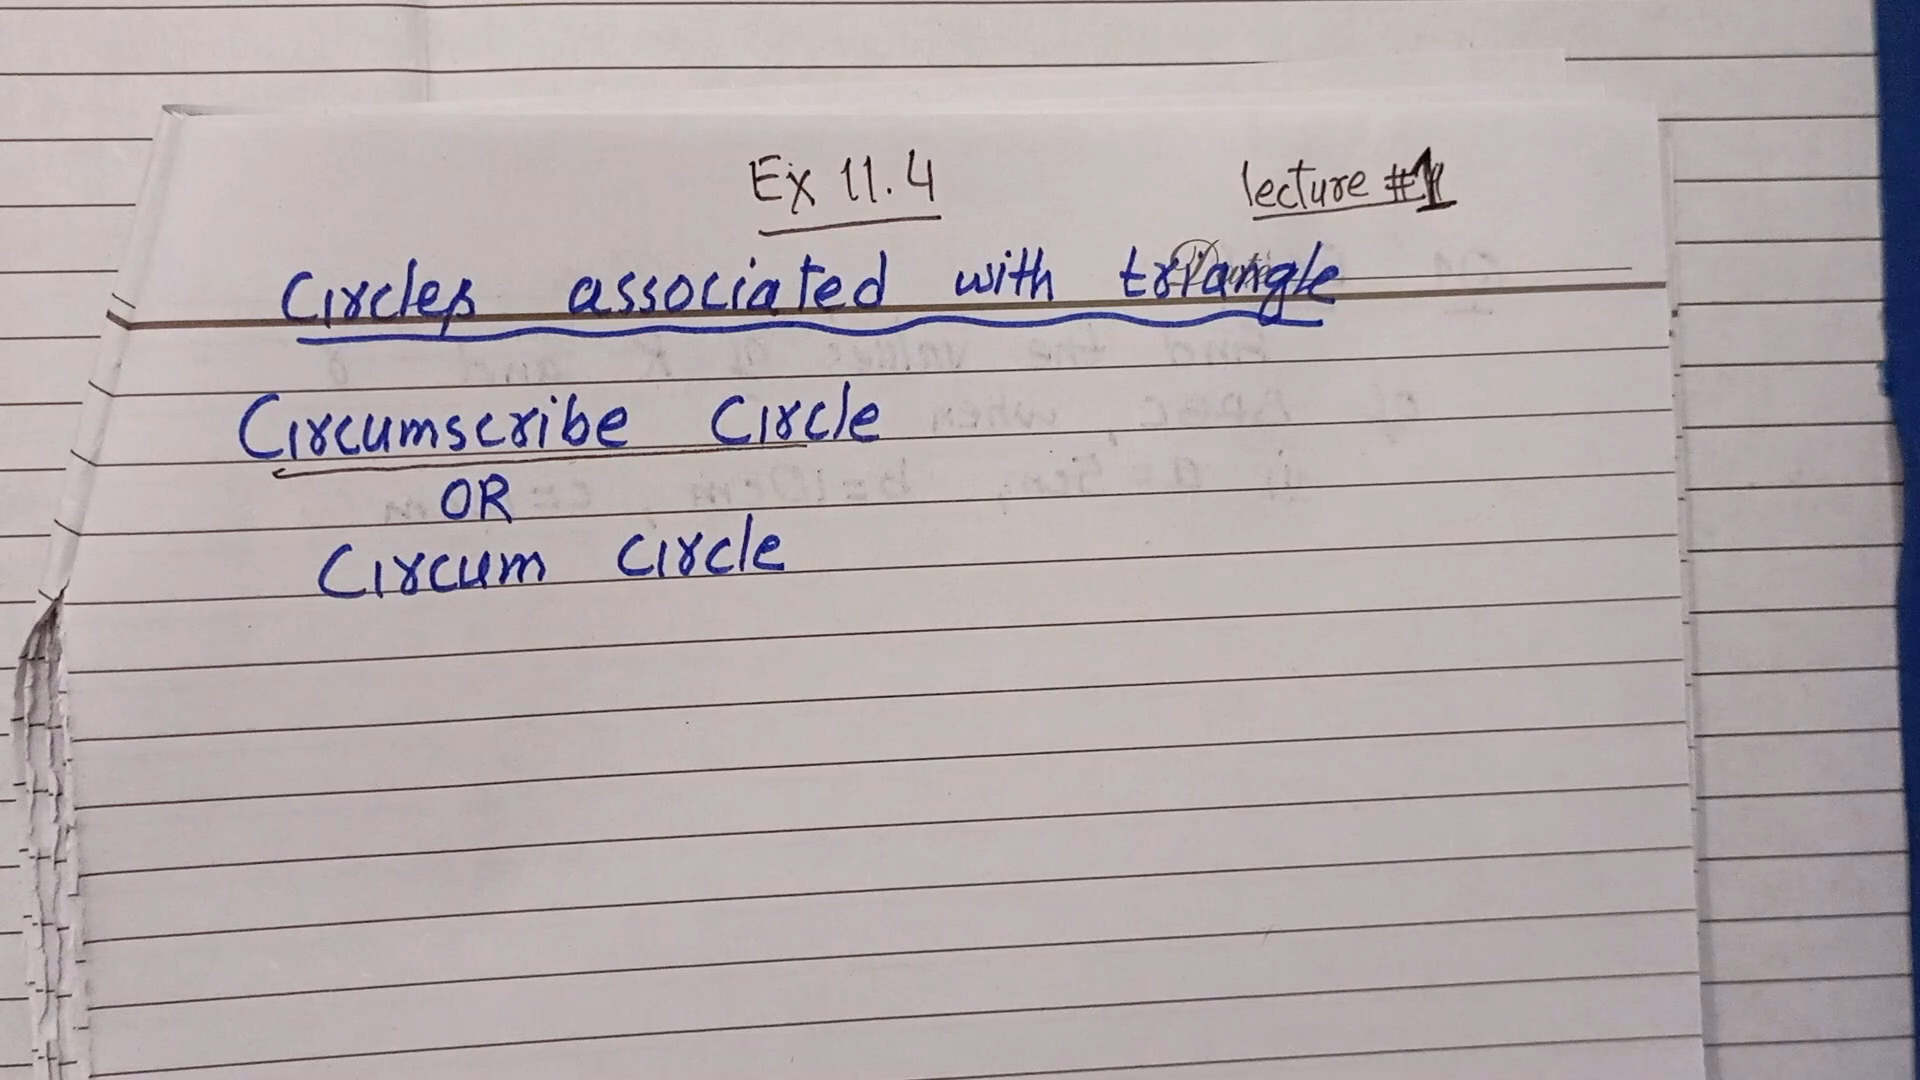 Ex 11.4 lecture #1
Circles associated with triangle
Circumscribe Circle
OR
Circum circle